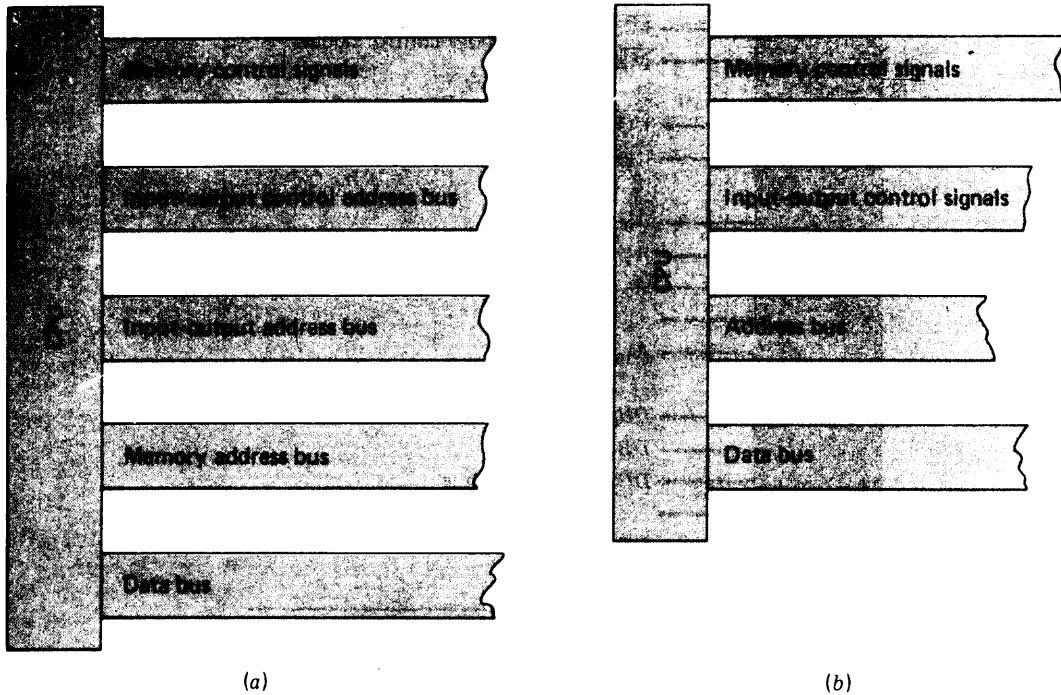 Memory control signals
Input-output control address bus
Input-output address bus
Memory address bus
Data bus
(a)
Memory control signals
Input-output control signals
Address bus
Data bus
(b)